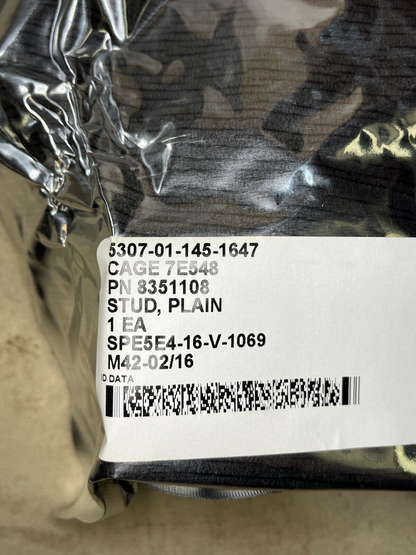 5307-01-145-1647
CAGE 7E548
PN 8351108
STUD, PLAIN
1 EA
SPE5E4-16-V-1069
M42-02/16
ID DATA